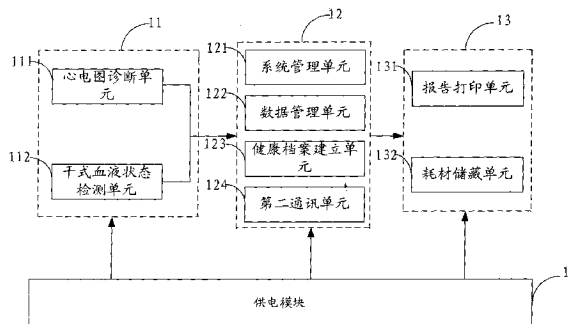 11
12
13
111
心电图诊断单
元
112
干式血液状态
检测单元
121
系统管理单元
122
数据管理单元
123
健康档案建立单
元
124
第二通讯单元
131
报告打印单元
132
耗材储藏单元
供电模块
1